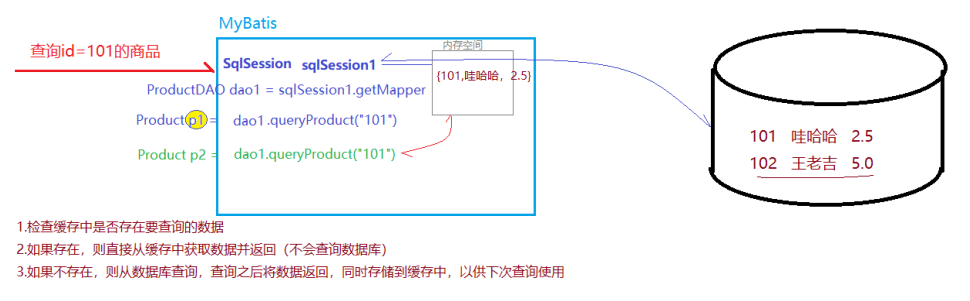 MyBatis
查询id=101的商品
内存空间
SqlSession sqlSession1
{101,哇哈哈，2.5}
ProductDAO dao1 = sqlSession1.getMapper
Product p1 = dao1.queryProduct("101")
Product p2 = dao1.queryProduct("101")
101 哇哈哈 2.5
102 王老吉 5.0
1.检查缓存中是否存在要查询的数据
2.如果存在，则直接从缓存中获取数据并返回（不会查询数据库）
3.如果不存在，则从数据库查询，查询之后将数据返回，同时存储到缓存中，以供下次查询使用